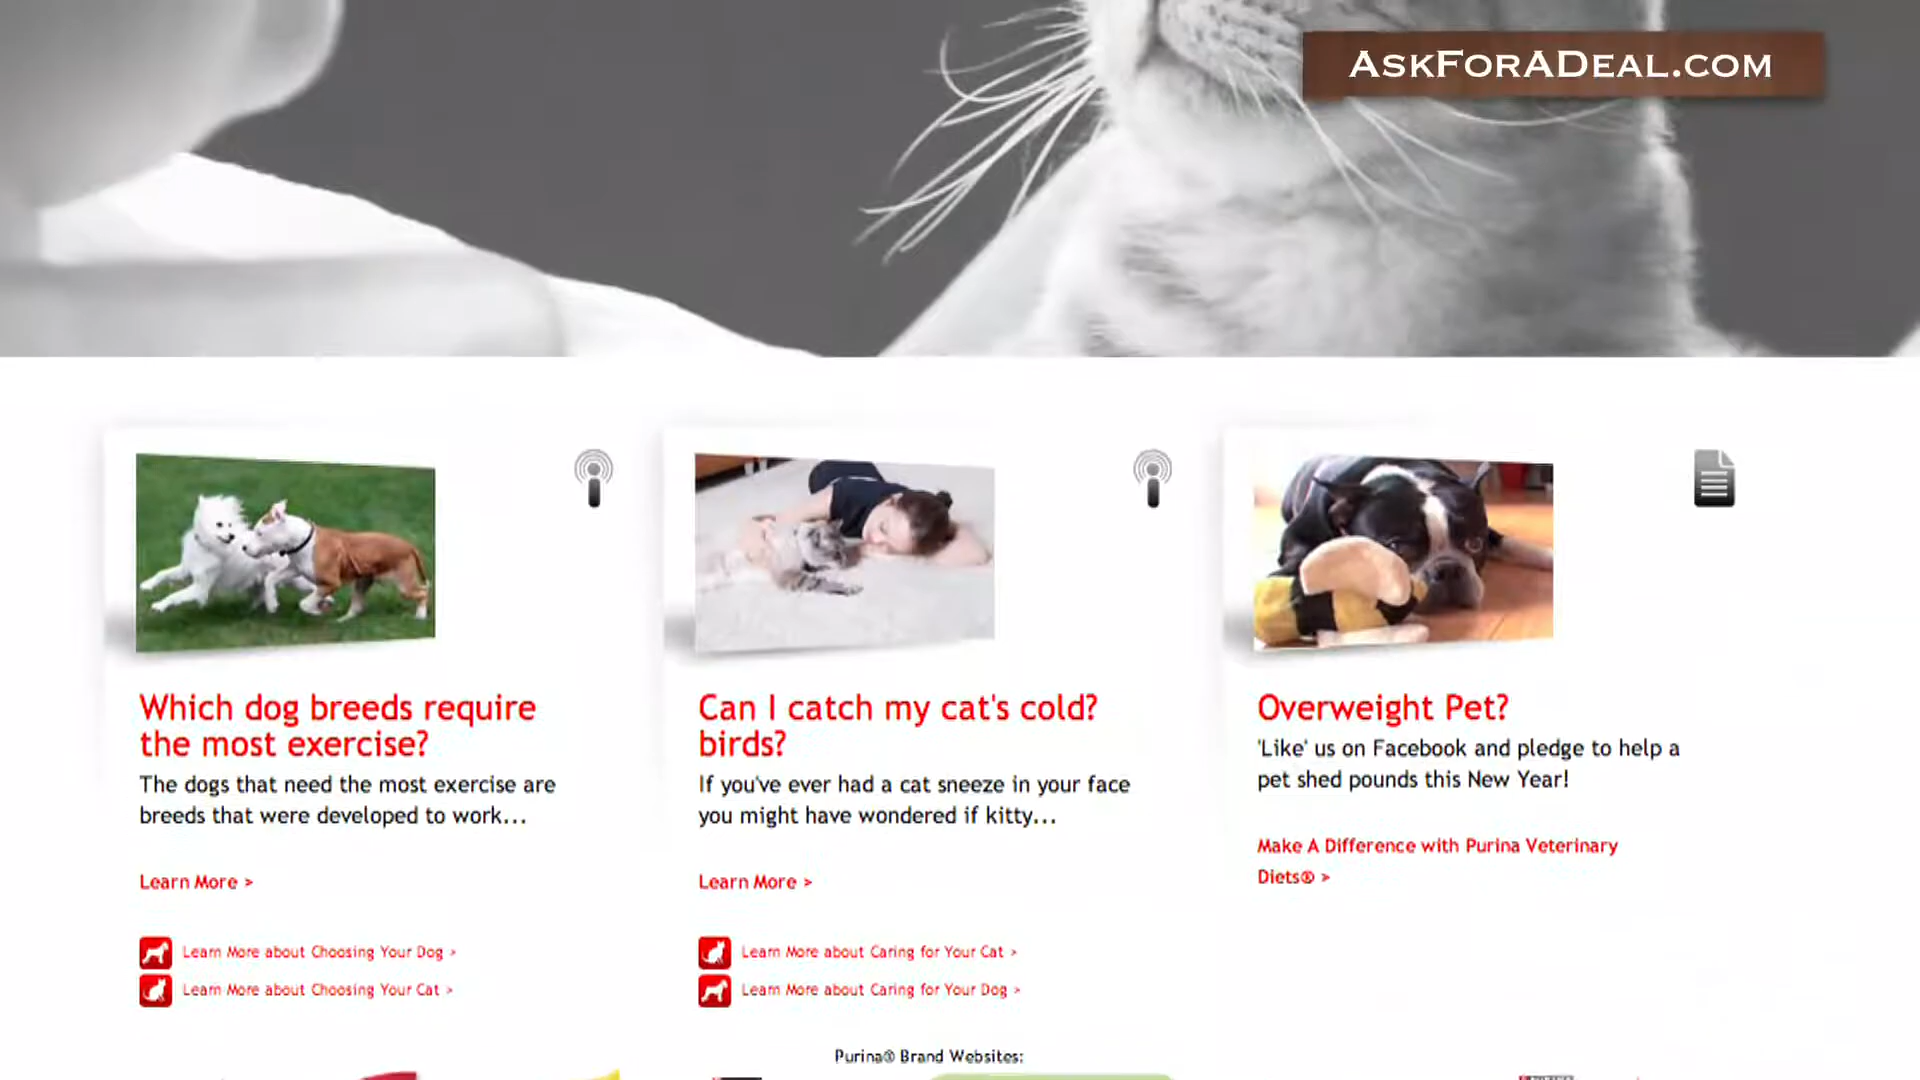 AskForADeal.com
Which dog breeds require
the most exercise?
The dogs that need the most exercise are
breeds that were developed to work...
Learn More >
Learn More about Choosing Your Dog >
Learn More about Choosing Your Cat >
Can I catch my cat's cold?
birds?
If you've ever had a cat sneeze in your face
you might have wondered if kitty...
Learn More >
Learn More about Caring for Your Cat >
Learn More about Caring for Your Dog >
Overweight Pet?
'Like' us on Facebook and pledge to help a
pet shed pounds this New Year!
Make A Difference with Purina Veterinary
Diets® >
Purina® Brand Websites: